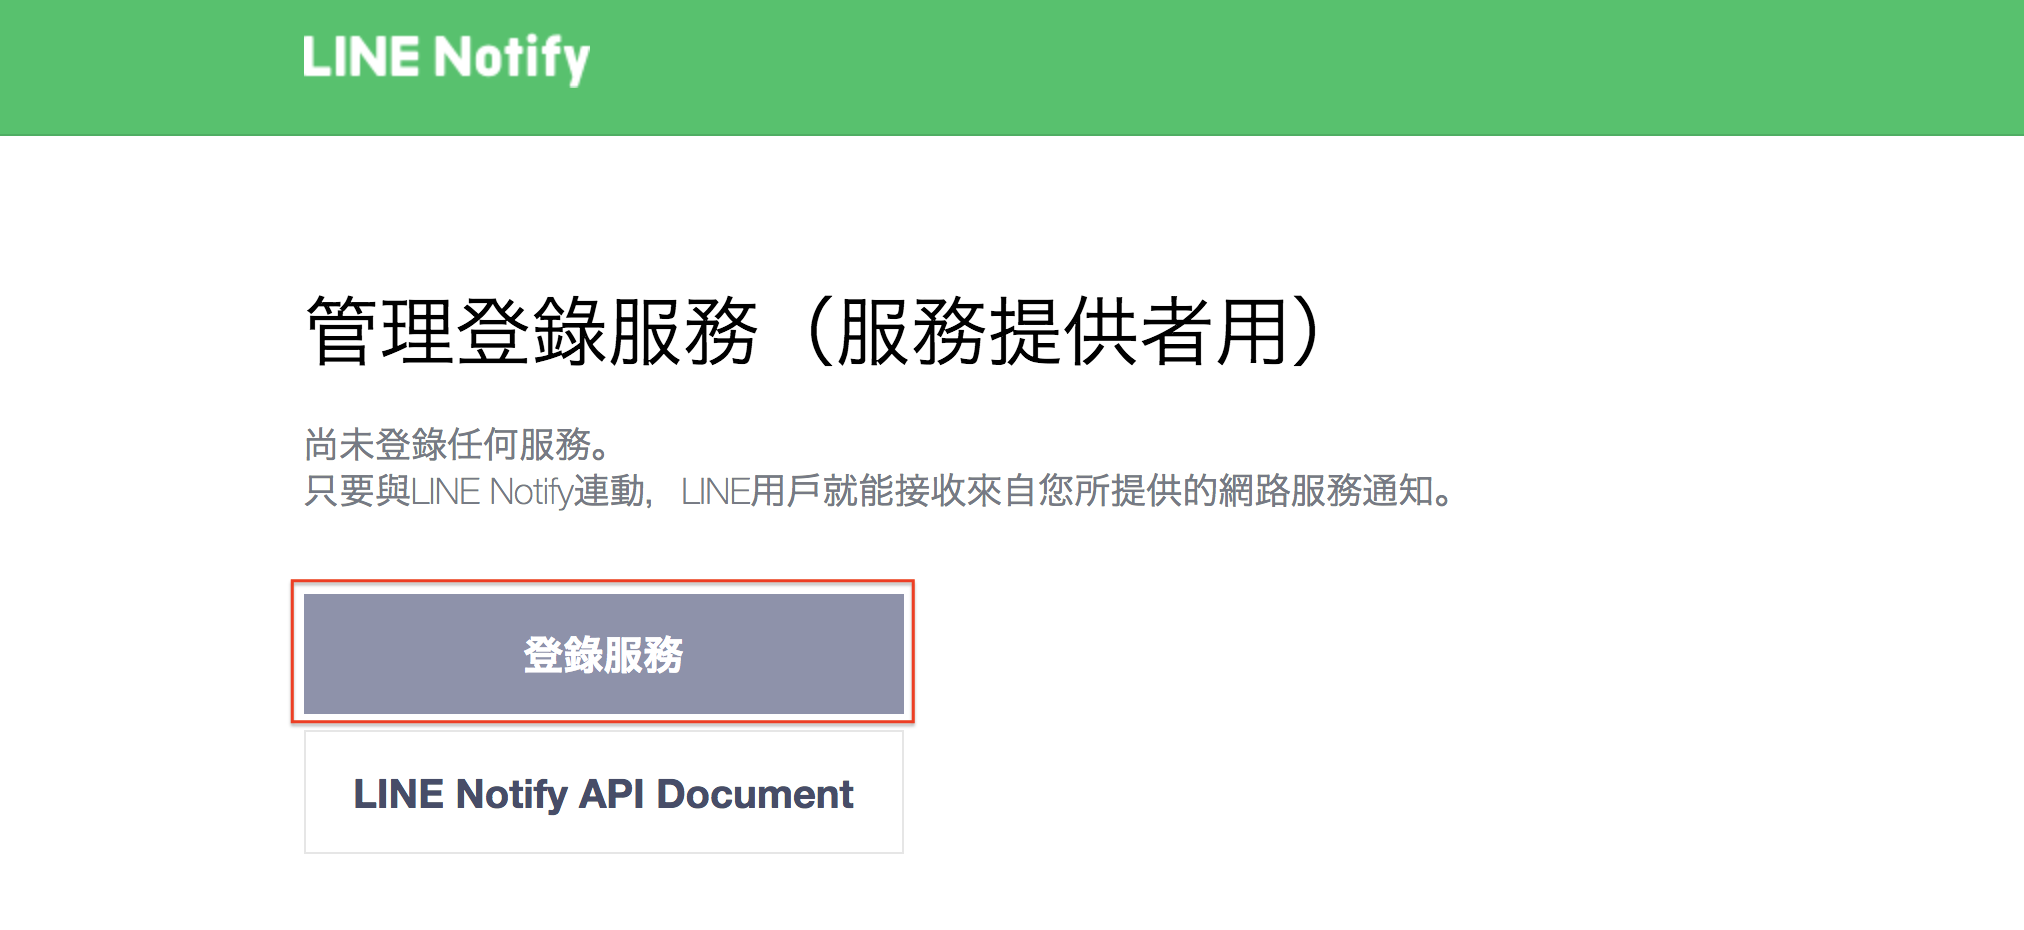 LINE Notify
管理登錄服務（服務提供者用）
尚未登錄任何服務。
只要與LINE Notify連動，LINE用戶就能接收來自您所提供的網路服務通知。
登錄服務
LINE Notify API Document